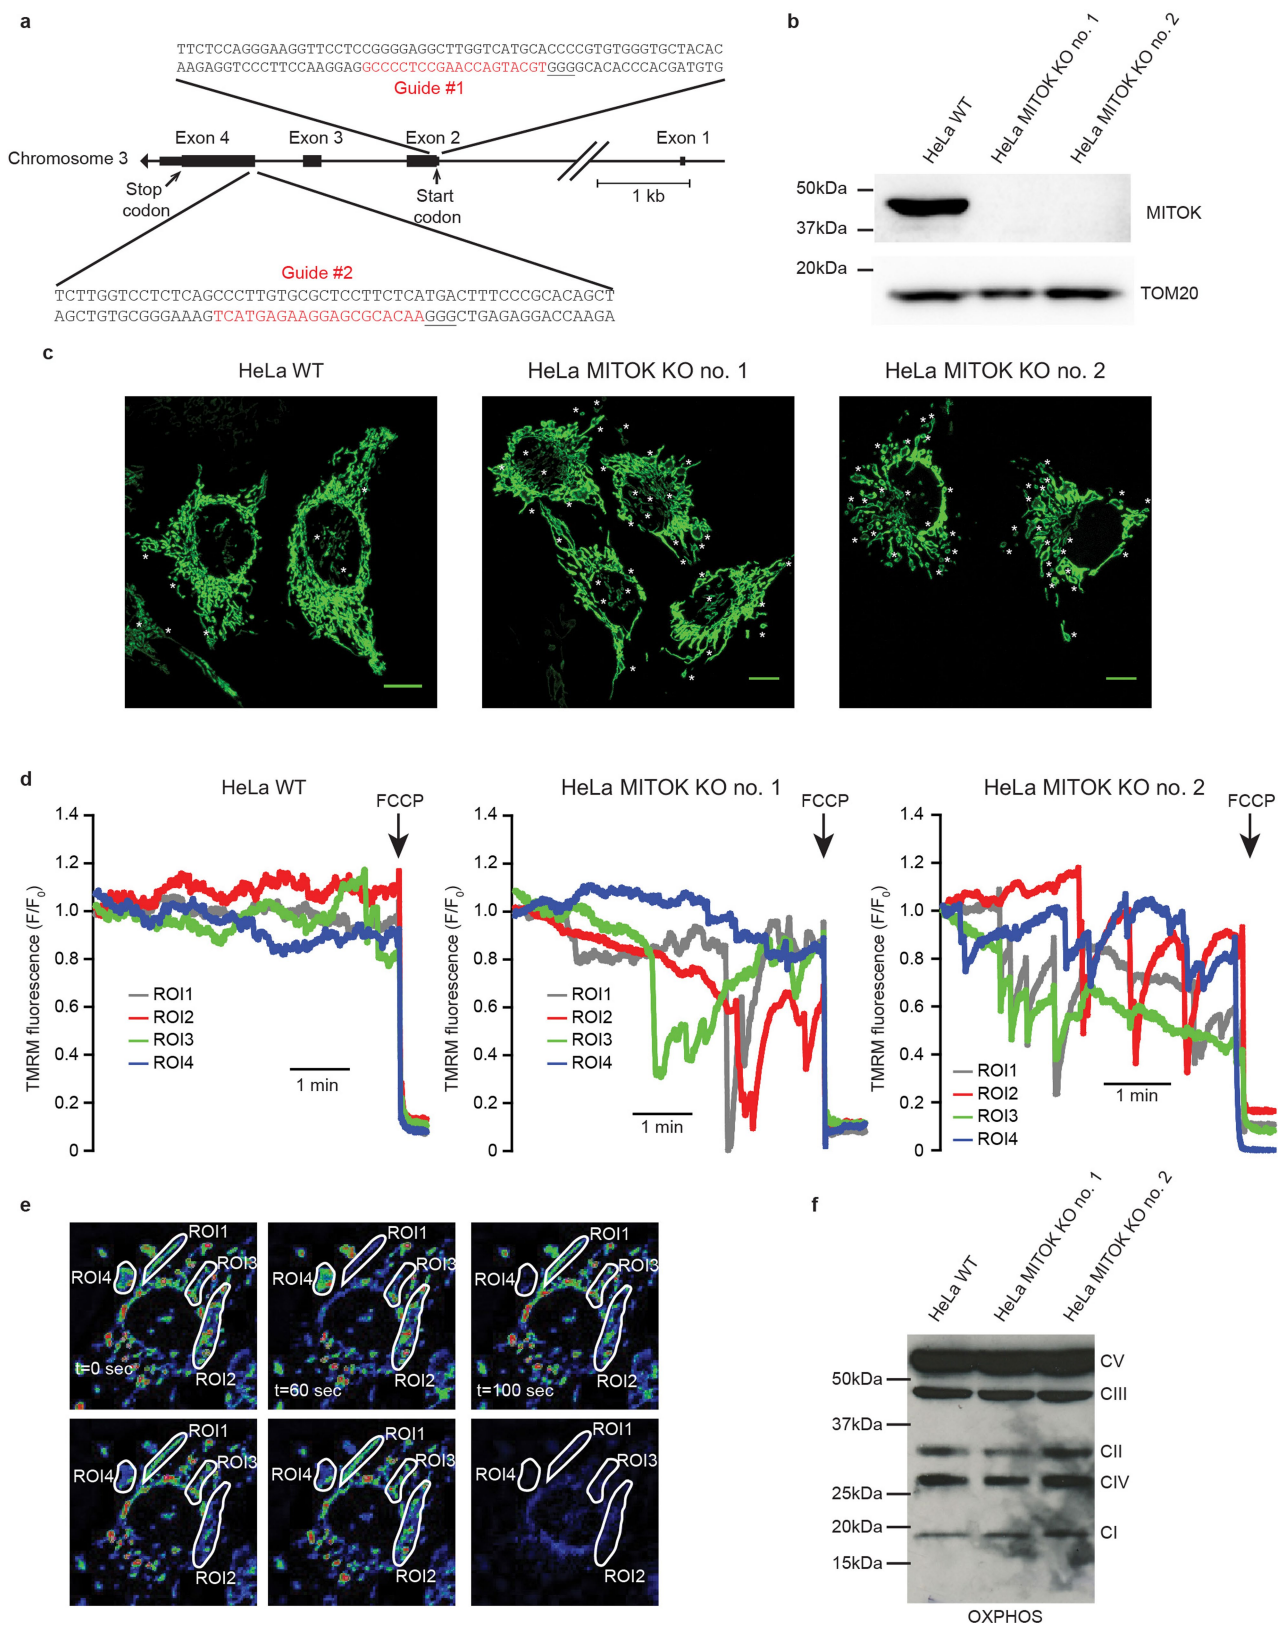 a
TTCTCCAGGGAAGGTTCCTCCGGGGAGGCTTGGTCATGCACCCCGTGTGGGTGCTACAC
AAGAGGTCCCTTCCAAGGAGGCCCCTCCGAACCAGTACGTGGGGCACACCCACGATGTG
Guide #1
Exon 4
Exon 3
Exon 2
Exon 1
Chromosome 3
Stop
codon
Start
codon
1 kb
Guide #2
TCTTGGTCCTCTCAGCCCTTGTGCGCTCCTTCTCATGACTTTCCCGCACAGCT
AGCTGTGCGGGAAAGTCATGAGAAGGAGCGCACAAGGGCTGAGAGGACCAAGA
b
HeLa WT
HeLa MITOK KO no. 1
HeLa MITOK KO no. 2
50kDa
37kDa
MITOK
20kDa
TOM20
c
HeLa WT
HeLa MITOK KO no. 1
HeLa MITOK KO no. 2
d
HeLa WT
FCCP
TMRM fluorescence (F/F0)
1.4
1.2
1.0
0.8
0.6
0.4
0.2
0
ROI1
ROI2
ROI3
ROI4
1 min
HeLa MITOK KO no. 1
FCCP
TMRM fluorescence (F/F0)
1.4
1.2
1.0
0.8
0.6
0.4
0.2
0
ROI1
ROI2
ROI3
ROI4
1 min
HeLa MITOK KO no. 2
FCCP
TMRM fluorescence (F/F0)
1.4
1.2
1.0
0.8
0.6
0.4
0.2
0
ROI1
ROI2
ROI3
ROI4
1 min
e
ROI1
ROI3
ROI4
t=0 sec
ROI2
ROI1
ROI3
ROI4
t=60 sec
ROI2
ROI1
ROI3
ROI4
t=100 sec
ROI2
ROI1
ROI3
ROI4
ROI2
ROI1
ROI3
ROI4
ROI2
ROI1
ROI3
ROI4
ROI2
f
HeLa WT
HeLa MITOK KO no. 1
HeLa MITOK KO no. 2
50kDa
37kDa
25kDa
20kDa
15kDa
CV
CIII
CII
CIV
CI
OXPHOS